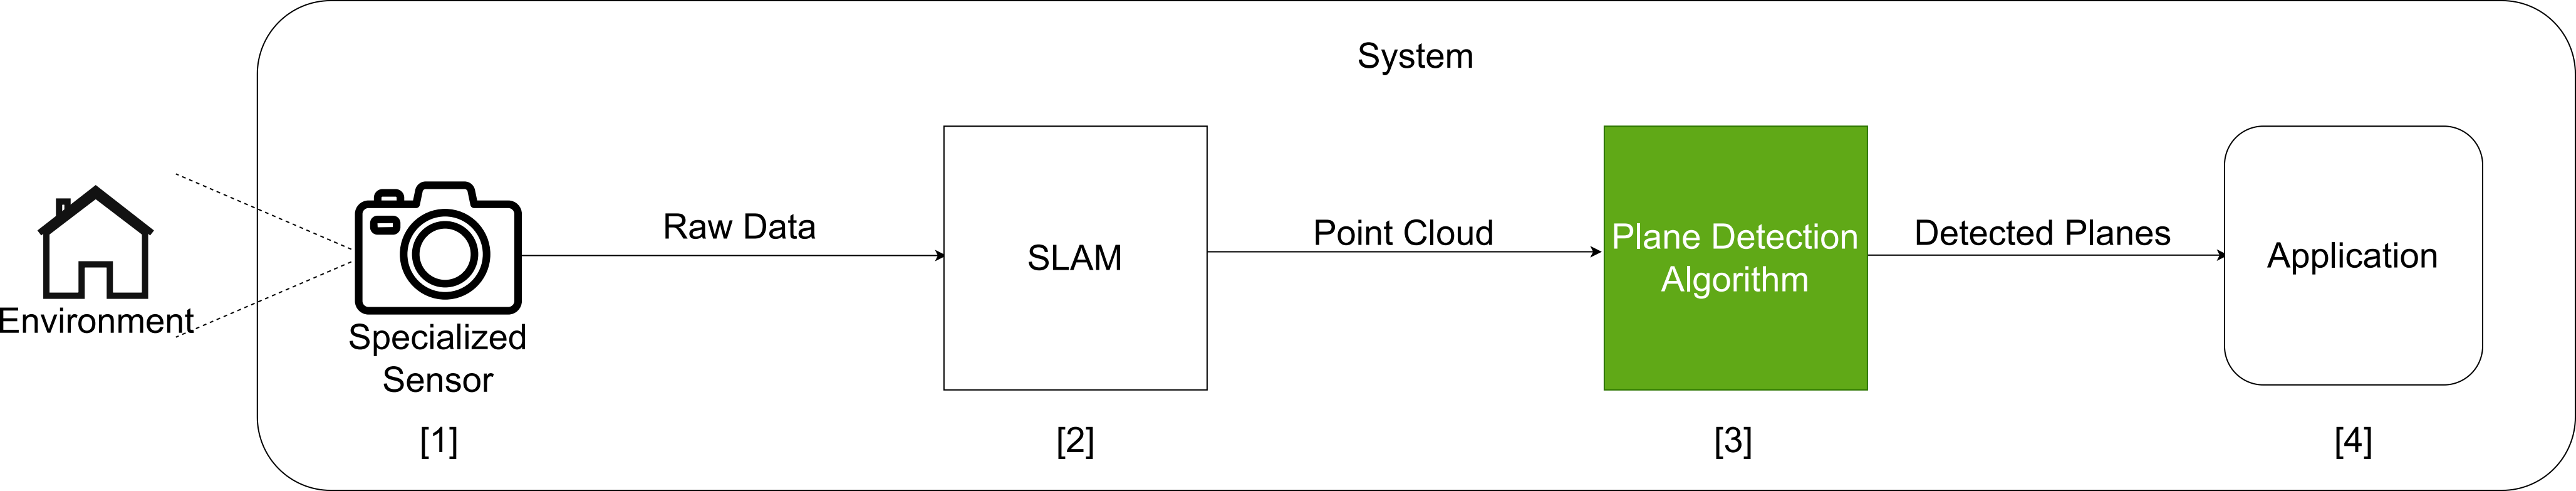 System
Environment
Specialized
Sensor
[1]
Raw Data
SLAM
[2]
Point Cloud
Plane Detection
Algorithm
[3]
Detected Planes
Application
[4]